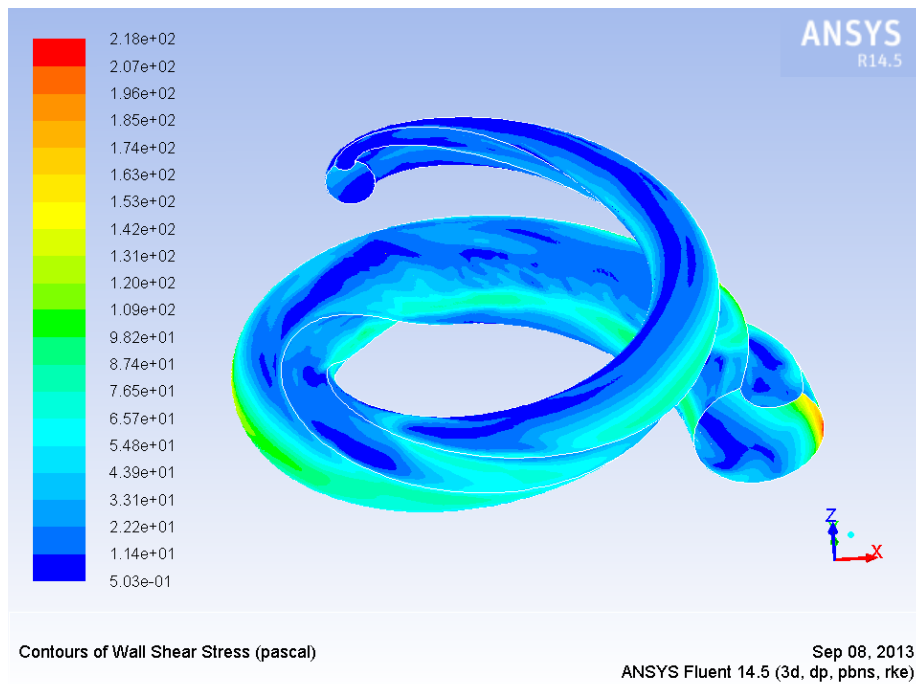 ANSYS
R14.5
2.18e+02
2.07e+02
1.96e+02
1.85e+02
1.74e+02
1.63e+02
1.53e+02
1.42e+02
1.31e+02
1.20e+02
1.09e+02
9.82e+01
8.74e+01
7.65e+01
6.57e+01
5.48e+01
4.39e+01
3.31e+01
2.22e+01
1.14e+01
5.03e-01
Z
X
Contours of Wall Shear Stress (pascal)
Sep 08, 2013
ANSYS Fluent 14.5 (3d, dp, pbns, rke)